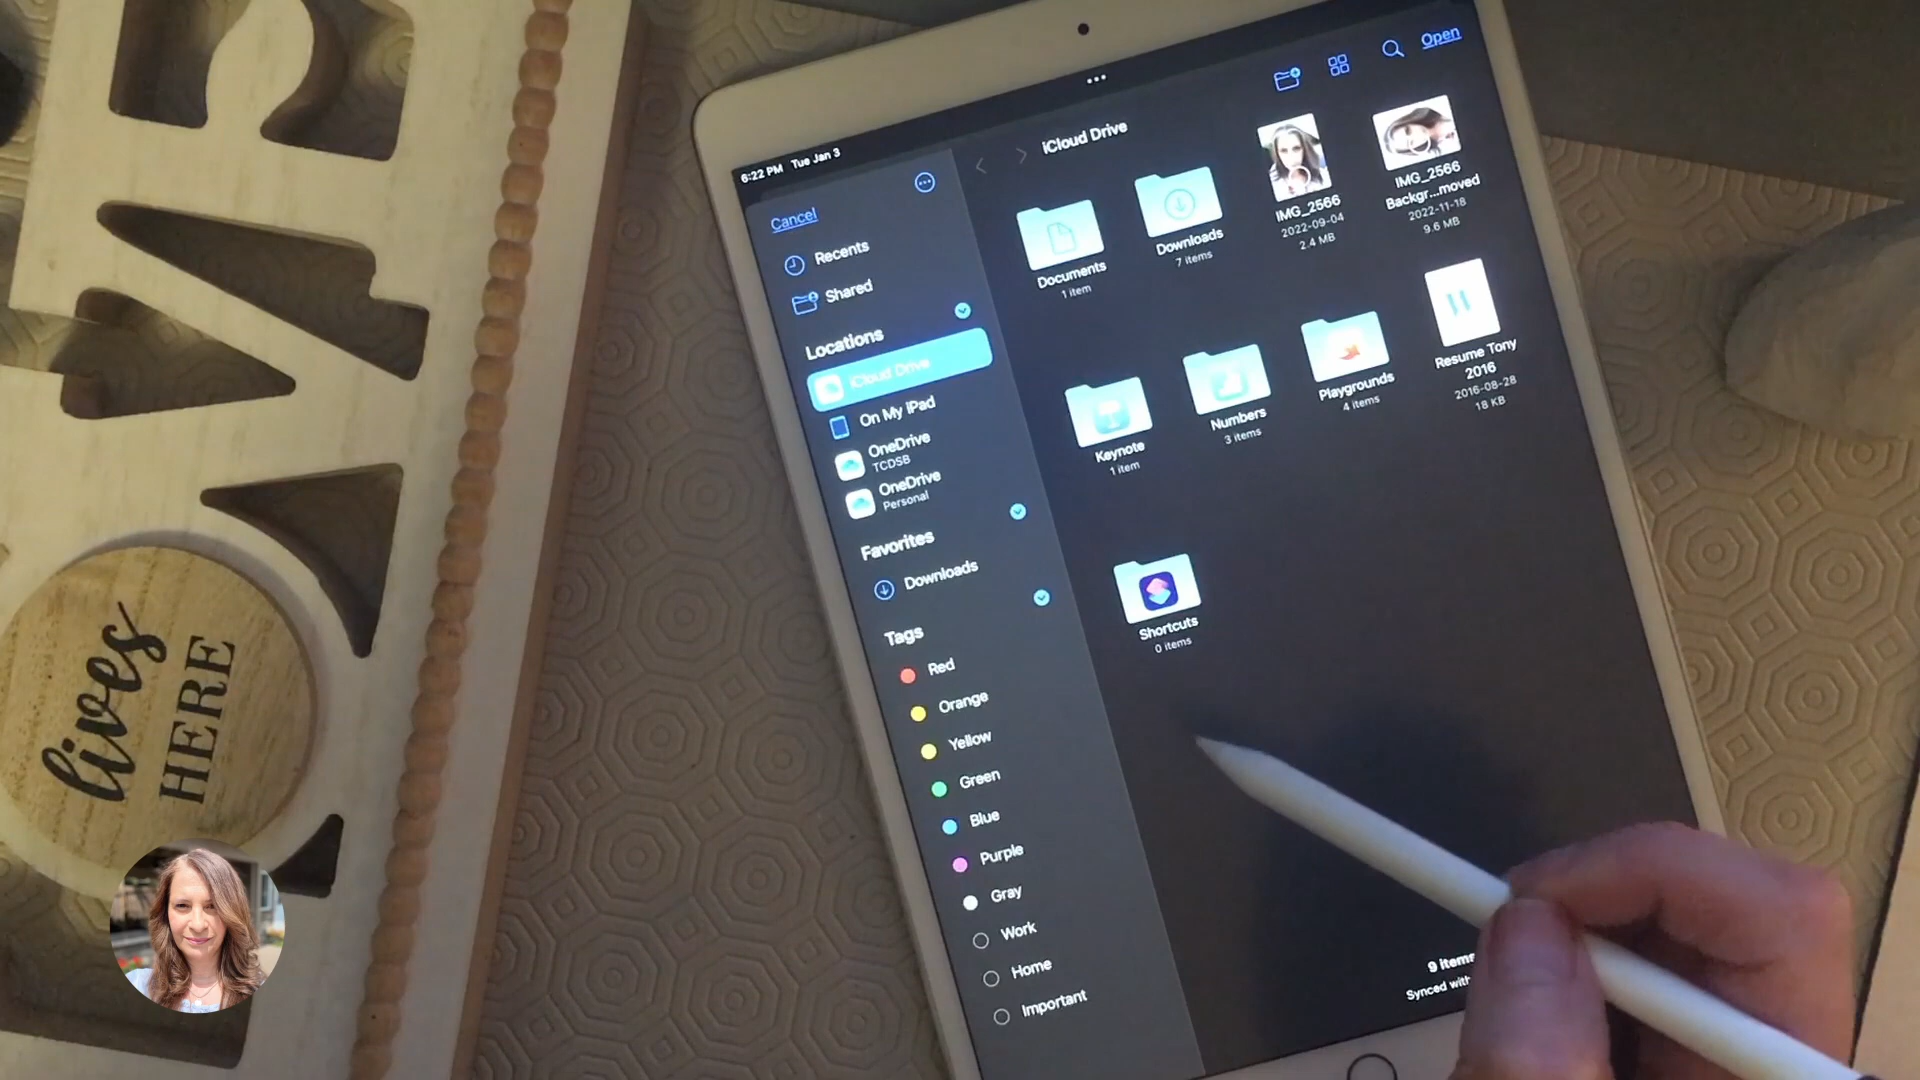 LOVE
lives
HERE
6:22 PM Tue Jan 3
Cancel
Recents
Shared
Locations
iCloud Drive
On My iPad
OneDrive
TCDSB
OneDrive
Personal
Favorites
Downloads
Tags
Red
Orange
Yellow
Green
Blue
Purple
Gray
Work
Home
Important
iCloud Drive
Open
Documents
1 item
Downloads
7 items
IMG_2566
2022-09-04
2.4 MB
IMG_2566
Backgr...moved
2022-11-18
9.6 MB
Keynote
1 item
Numbers
3 items
Playgrounds
4 items
Resume Tony
2016
2016-08-28
18 KB
Shortcuts
0 items
9 items
Synced with